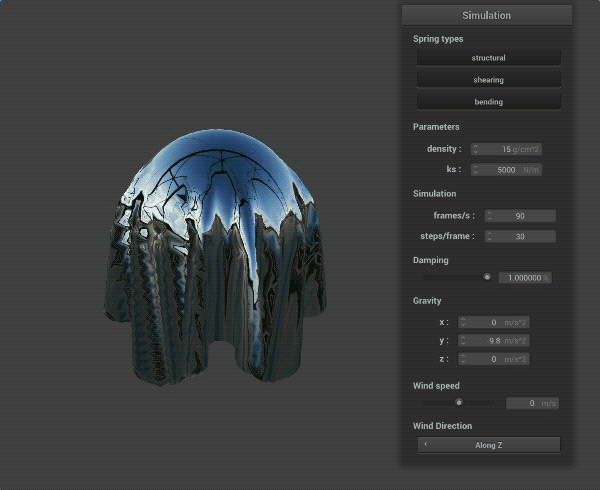 Simulation
Spring types
structural
shearing
bending
Parameters
density : 15 g/cm^2
ks : 5000 N/m
Simulation
frames/s : 90
steps/frame : 30
Damping
1.000000 %
Gravity
x : 0 m/s^2
y : -9.8 m/s^2
z : 0 m/s^2
Wind speed
0 m/s
Wind Direction
Along Z